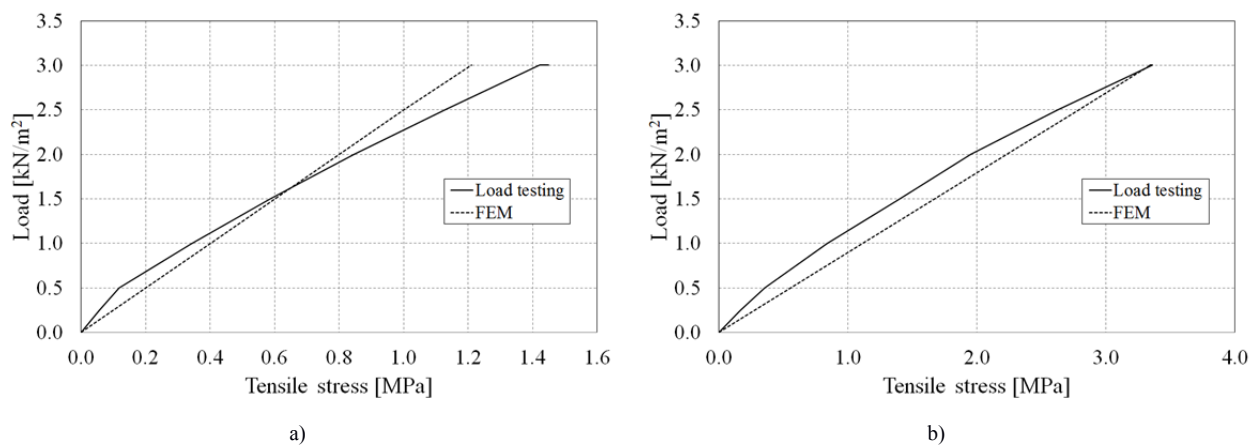 3.5
3.0
2.5
2.0
1.5
1.0
0.5
0.0
Load [kN/m²]
Load testing
FEM
0.0 0.2 0.4 0.6 0.8 1.0 1.2 1.4 1.6
Tensile stress [MPa]
a)
3.5
3.0
2.5
2.0
1.5
1.0
0.5
0.0
Load [kN/m²]
Load testing
FEM
0.0 1.0 2.0 3.0 4.0
Tensile stress [MPa]
b)